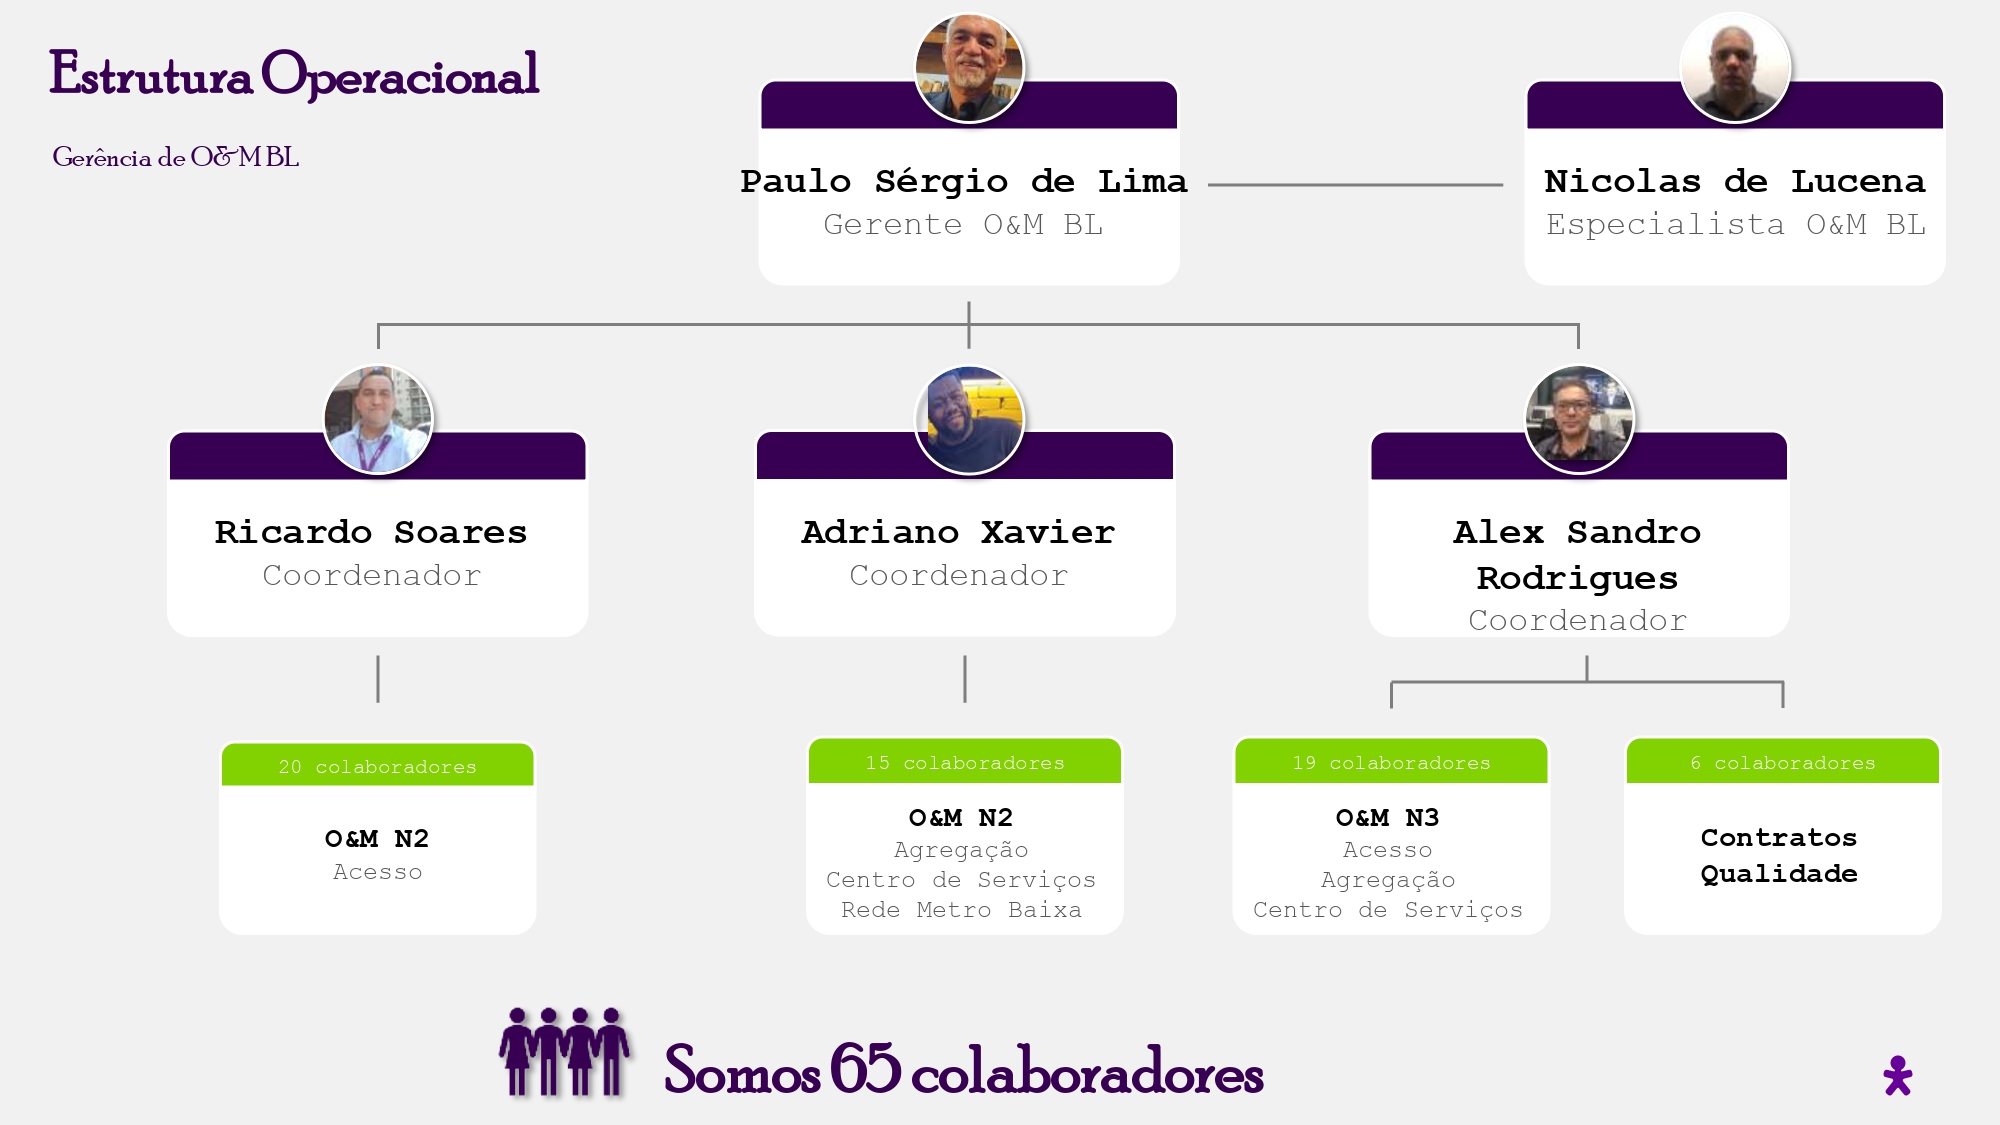 Estrutura Operacional
Gerência de O&M BL
Paulo Sérgio de Lima
Gerente O&M BL
Nicolas de Lucena
Especialista O&M BL
Ricardo Soares
Coordenador
Adriano Xavier
Coordenador
Alex Sandro
Rodrigues
Coordenador
20 colaboradores
O&M N2
Acesso
15 colaboradores
O&M N2
Agregação
Centro de Serviços
Rede Metro Baixa
19 colaboradores
O&M N3
Acesso
Agregação
Centro de Serviços
6 colaboradores
Contratos
Qualidade
Somos 65 colaboradores